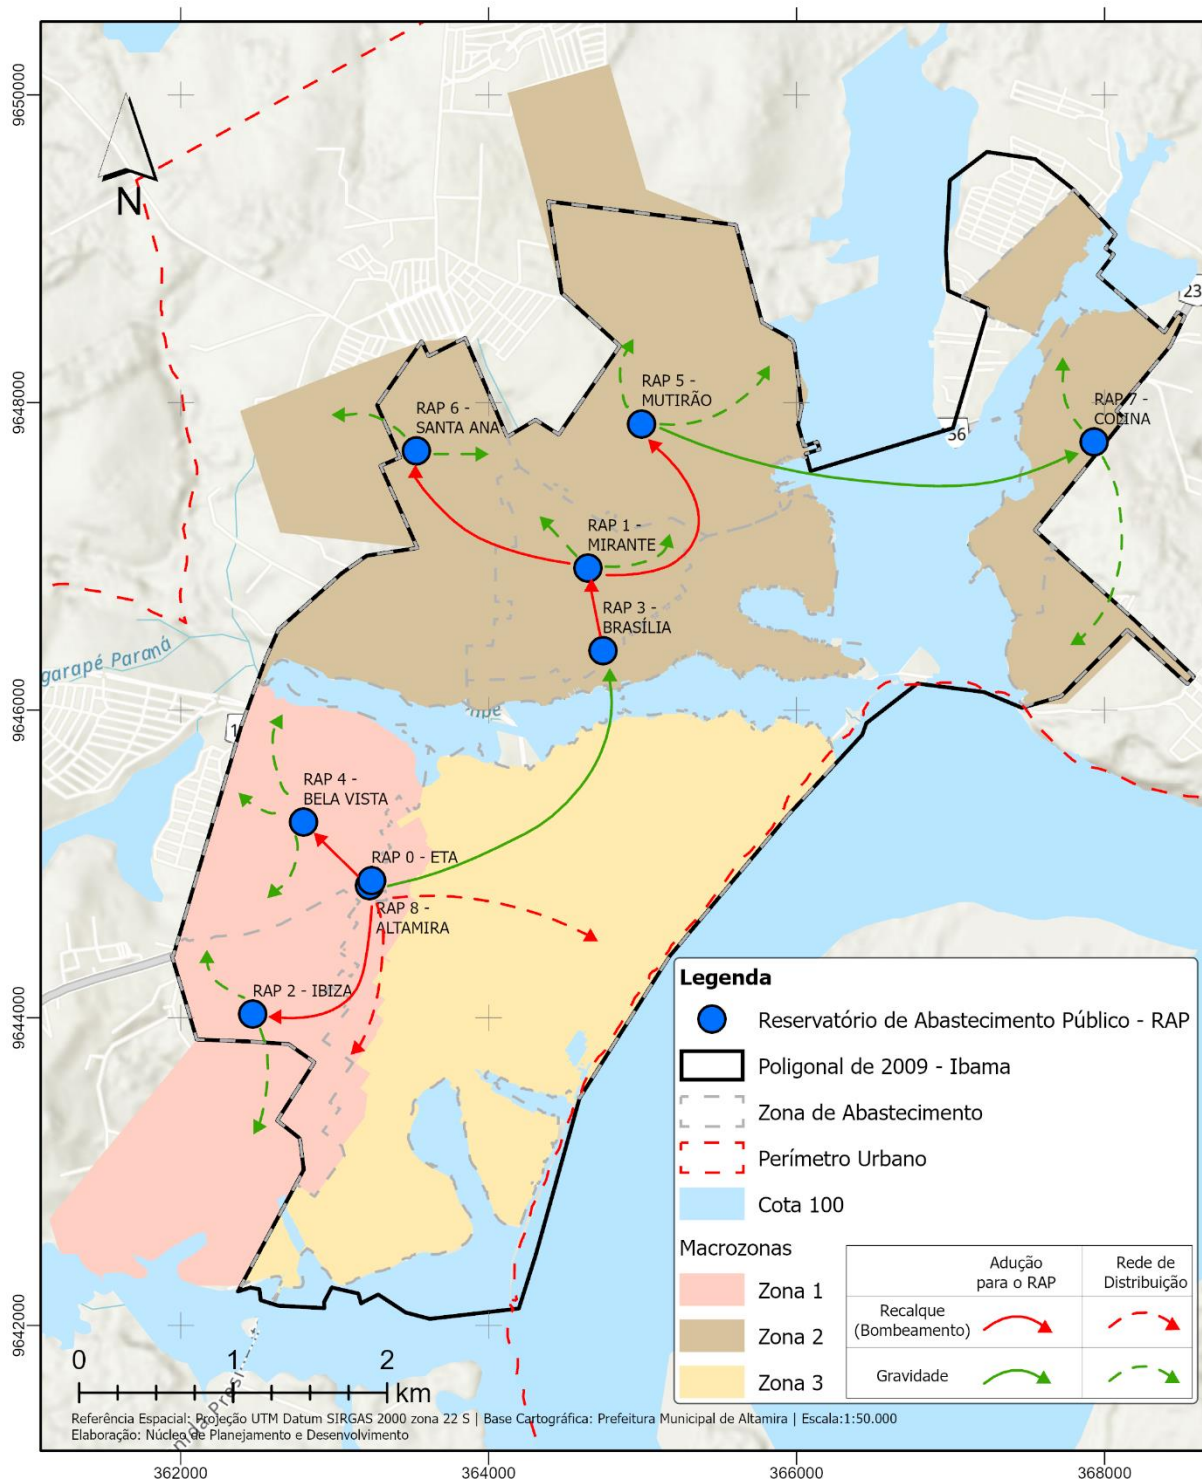 9650000
9648000
9646000
9644000
9642000
N
RAP 5 -
MUTIRÃO
RAP 6 -
SANTA ANA
RAP 7 -
COLINA
23
56
RAP 1 -
MIRANTE
RAP 3 -
BRASÍLIA
garapé Paraná
1
RAP 4 -
BELA VISTA
RAP 0 - ETA
RAP 8 -
ALTAMIRA
RAP 2 - IBIZA
Legenda
Reservatório de Abastecimento Público - RAP
Poligonal de 2009 - Ibama
Zona de Abastecimento
Perímetro Urbano
Cota 100
Macrozonas
Zona 1
Zona 2
Zona 3
Adução
para o RAP
Rede de
Distribuição
Recalque
(Bombeamento)
Gravidade
0 1 2
km
Referência Espacial: Projeção UTM Datum SIRGAS 2000 zona 22 S | Base Cartográfica: Prefeitura Municipal de Altamira | Escala:1:50.000
Elaboração: Núcleo de Planejamento e Desenvolvimento
362000 364000 366000 368000